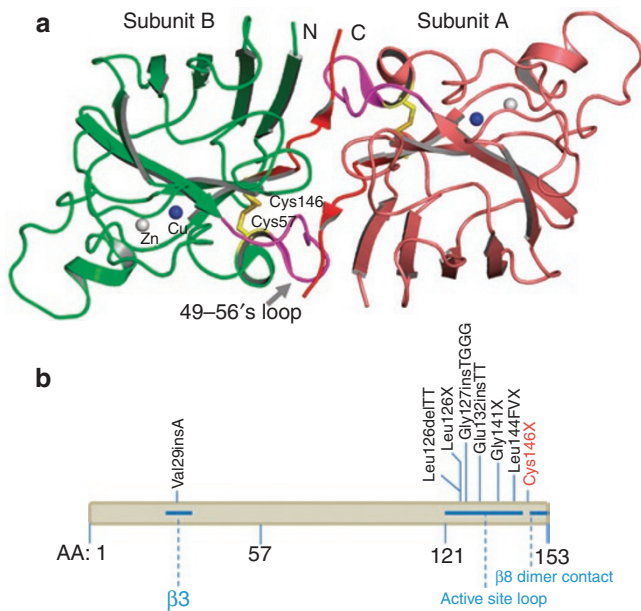 a
Subunit B
N
C
Subunit A
Cys146
Cys57
Zn
Cu
49–56′s loop
b
Val29insA
Leu126delTT
Leu126X
Gly127insTGGG
Glu132insTT
Gly141X
Leu144FVX
Cys146X
AA: 1
57
121
153
β3
β8 dimer contact
Active site loop